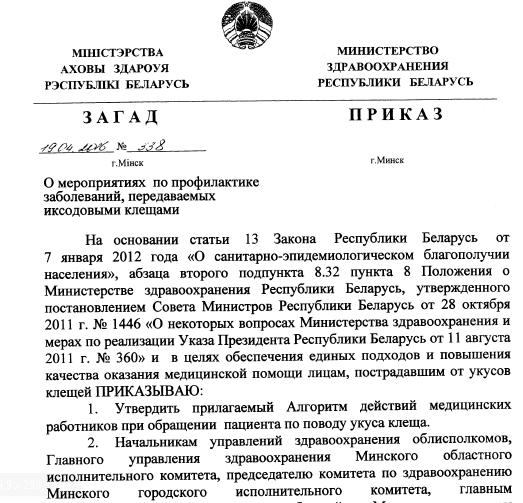 МІНІСТЭРСТВА
АХОВЫ ЗДАРОУЯ
РЭСПУБЛІКІ БЕЛАРУСЬ
МИНИСТЕРСТВО
ЗДРАВООХРАНЕНИЯ
РЕСПУБЛИКИ БЕЛАРУСЬ
ЗАГАД
ПРИКАЗ
19.04.2016 № 338
г.Мінск
г.Минск
О мероприятиях по профилактике
заболеваний, передаваемых
иксодовыми клещами
На основании статьи 13 Закона Республики Беларусь от
7 января 2012 года «О санитарно-эпидемиологическом благополучии
населения», абзаца второго подпункта 8.32 пункта 8 Положения о
Министерстве здравоохранения Республики Беларусь, утвержденного
постановлением Совета Министров Республики Беларусь от 28 октября
2011 г. № 1446 «О некоторых вопросах Министерства здравоохранения и
мерах по реализации Указа Президента Республики Беларусь от 11 августа
2011 г. № 360» и в целях обеспечения единых подходов и повышения
качества оказания медицинской помощи лицам, пострадавшим от укусов
клещей ПРИКАЗЫВАЮ:
1. Утвердить прилагаемый Алгоритм действий медицинских
работников при обращении пациента по поводу укуса клеща.
2. Начальникам управлений здравоохранения облисполкомов,
Главного управления здравоохранения Минского областного
исполнительного комитета, председателю комитета по здравоохранению
Минского городского исполнительного комитета, главным